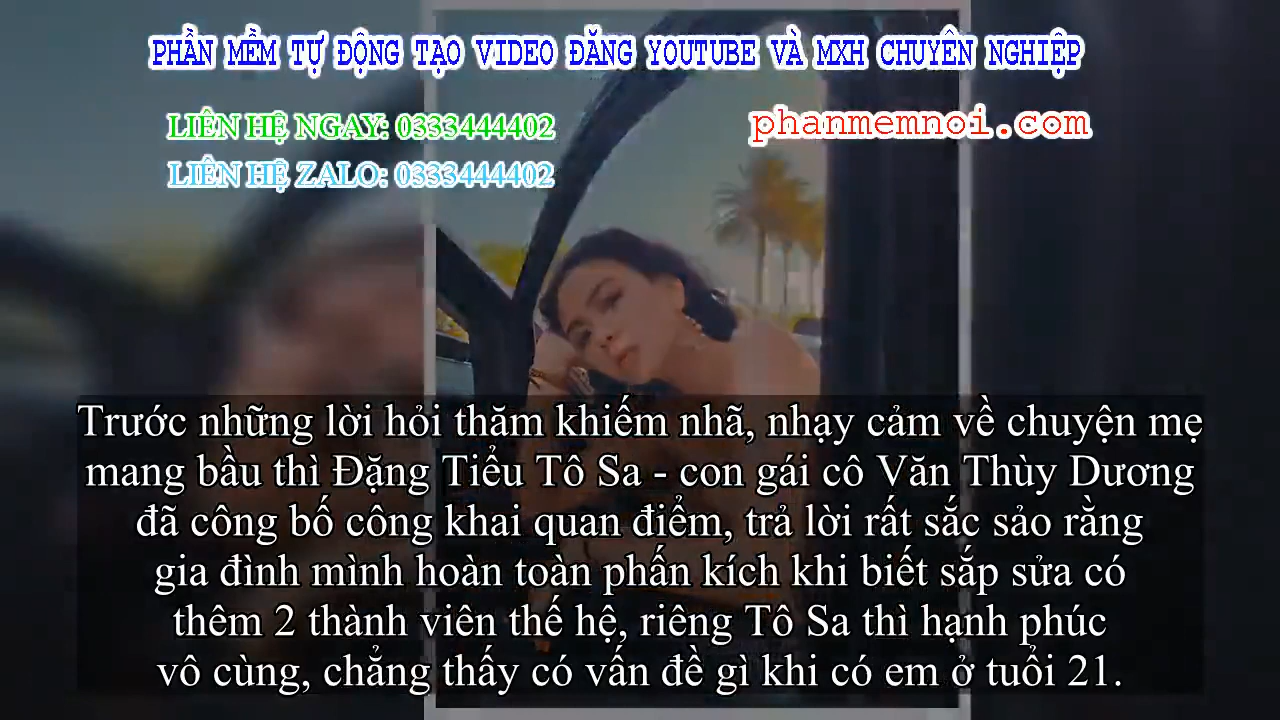 PHẦN MỀM TỰ ĐỘNG TẠO VIDEO ĐĂNG YOUTUBE VÀ MXH CHUYÊN NGHIỆP
LIÊN HỆ NGAY: 0333444402
phanmemnoi.com
LIÊN HỆ ZALO: 0333444402
Trước những lời hỏi thăm khiếm nhã, nhạy cảm về chuyện mẹ
mang bầu thì Đặng Tiểu Tô Sa - con gái cô Văn Thùy Dương
đã công bố công khai quan điểm, trả lời rất sắc sảo rằng
gia đình mình hoàn toàn phấn kích khi biết sắp sửa có
thêm 2 thành viên thế hệ, riêng Tô Sa thì hạnh phúc
vô cùng, chẳng thấy có vấn đề gì khi có em ở tuổi 21.